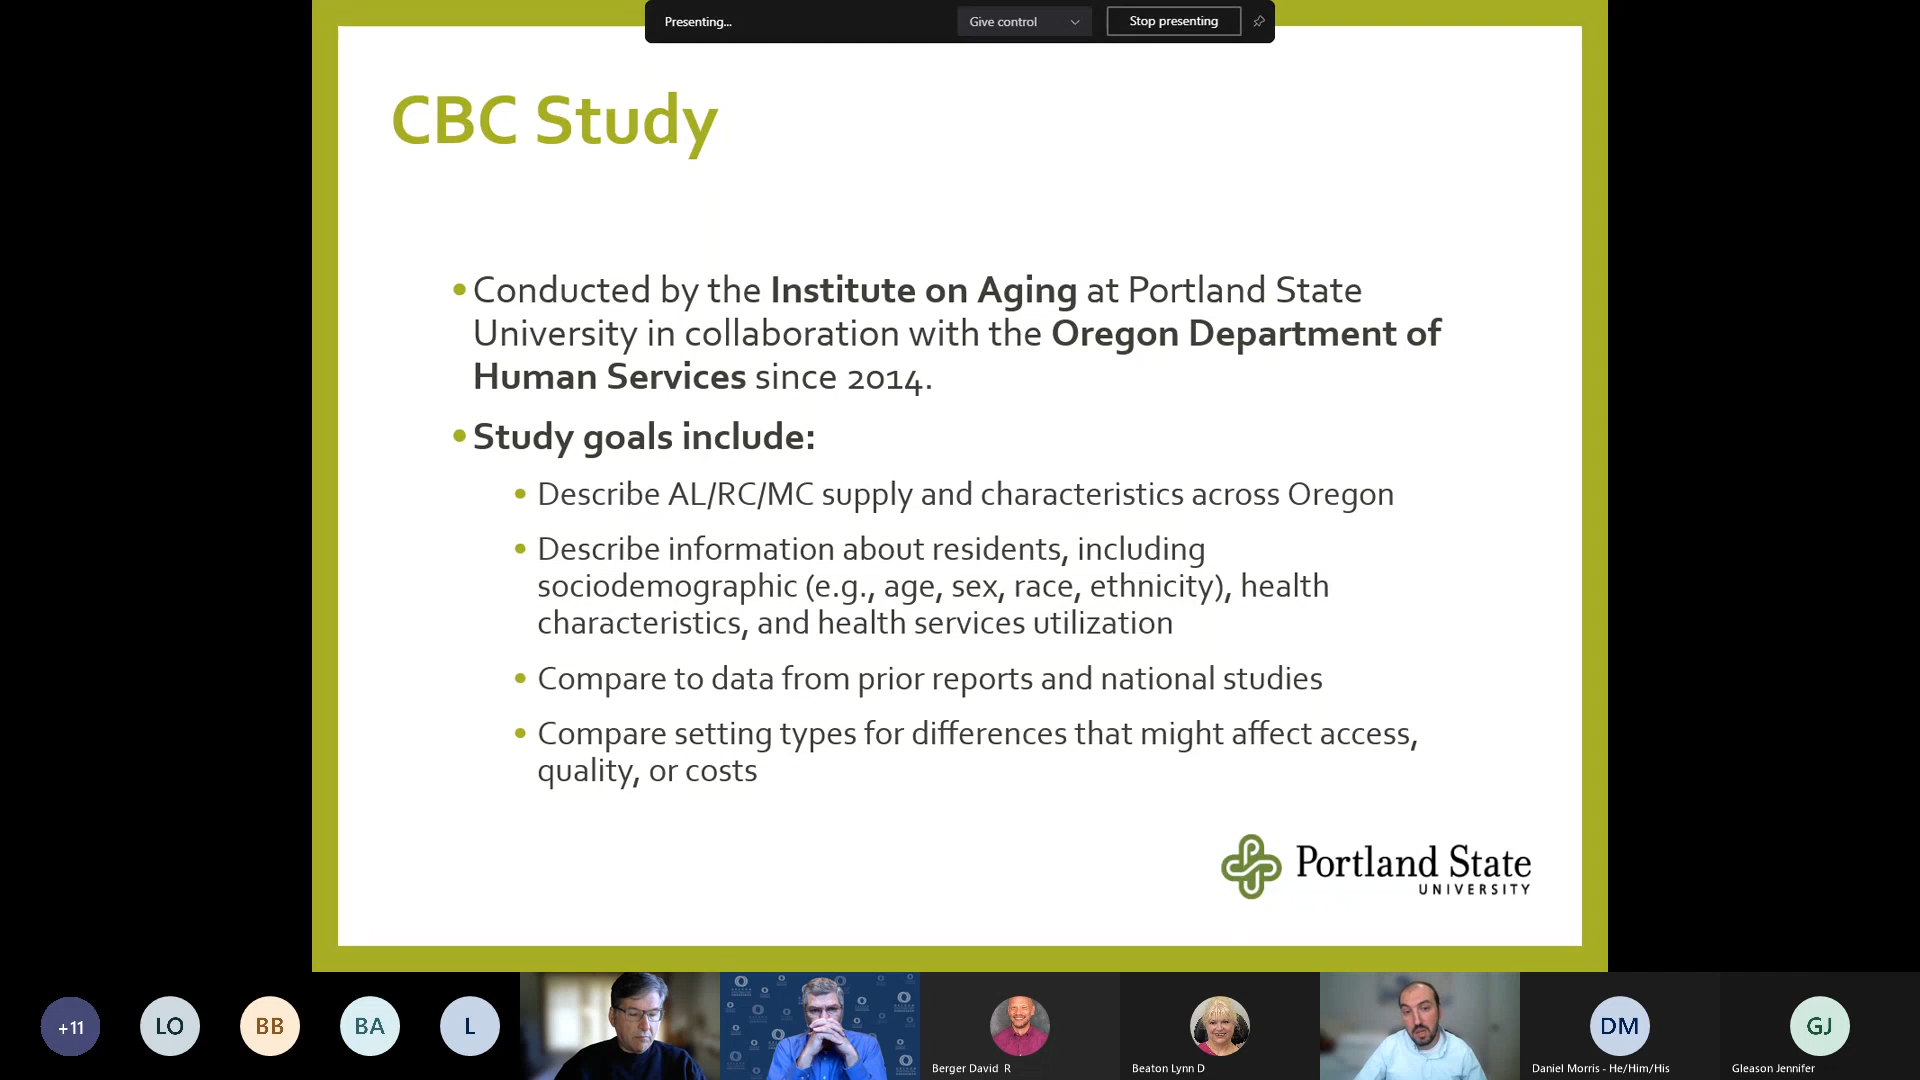 Presenting...
Give control
Stop presenting
CBC Study
•Conducted by the Institute on Aging at Portland State
University in collaboration with the Oregon Department of
Human Services since 2014.
•Study goals include:
• Describe AL/RC/MC supply and characteristics across Oregon
• Describe information about residents, including
sociodemographic (e.g., age, sex, race, ethnicity), health
characteristics, and health services utilization
• Compare to data from prior reports and national studies
• Compare setting types for differences that might affect access,
quality, or costs
Portland State
UNIVERSITY
+11
LO
BB
BA
L
Berger David R
Beaton Lynn D
DM
Daniel Morris - He/Him/His
GJ
Gleason Jennifer